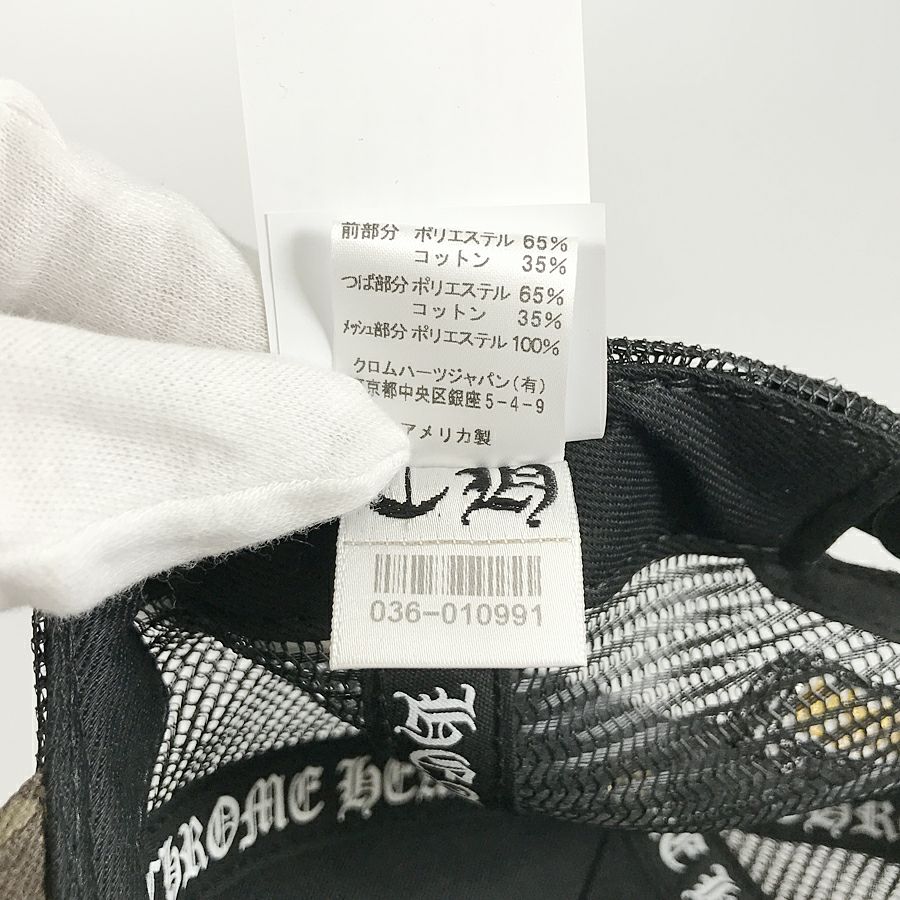 前部分 ポリエステル 65%
コットン 35%
つば部分 ポリエステル 65%
コットン 35%
メッシュ部分 ポリエステル 100%
クロムハーツジャパン(有)
京都中央区銀座5-4-9
アメリカ製
036-010991
CHROME HEA